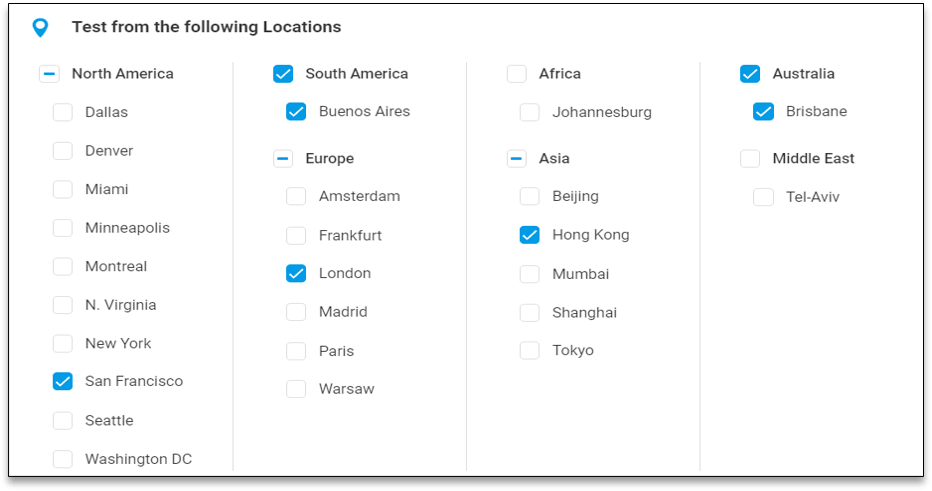 Test from the following Locations
North America
Dallas
Denver
Miami
Minneapolis
Montreal
N. Virginia
New York
San Francisco
Seattle
Washington DC
South America
Buenos Aires
Europe
Amsterdam
Frankfurt
London
Madrid
Paris
Warsaw
Africa
Johannesburg
Asia
Beijing
Hong Kong
Mumbai
Shanghai
Tokyo
Australia
Brisbane
Middle East
Tel-Aviv